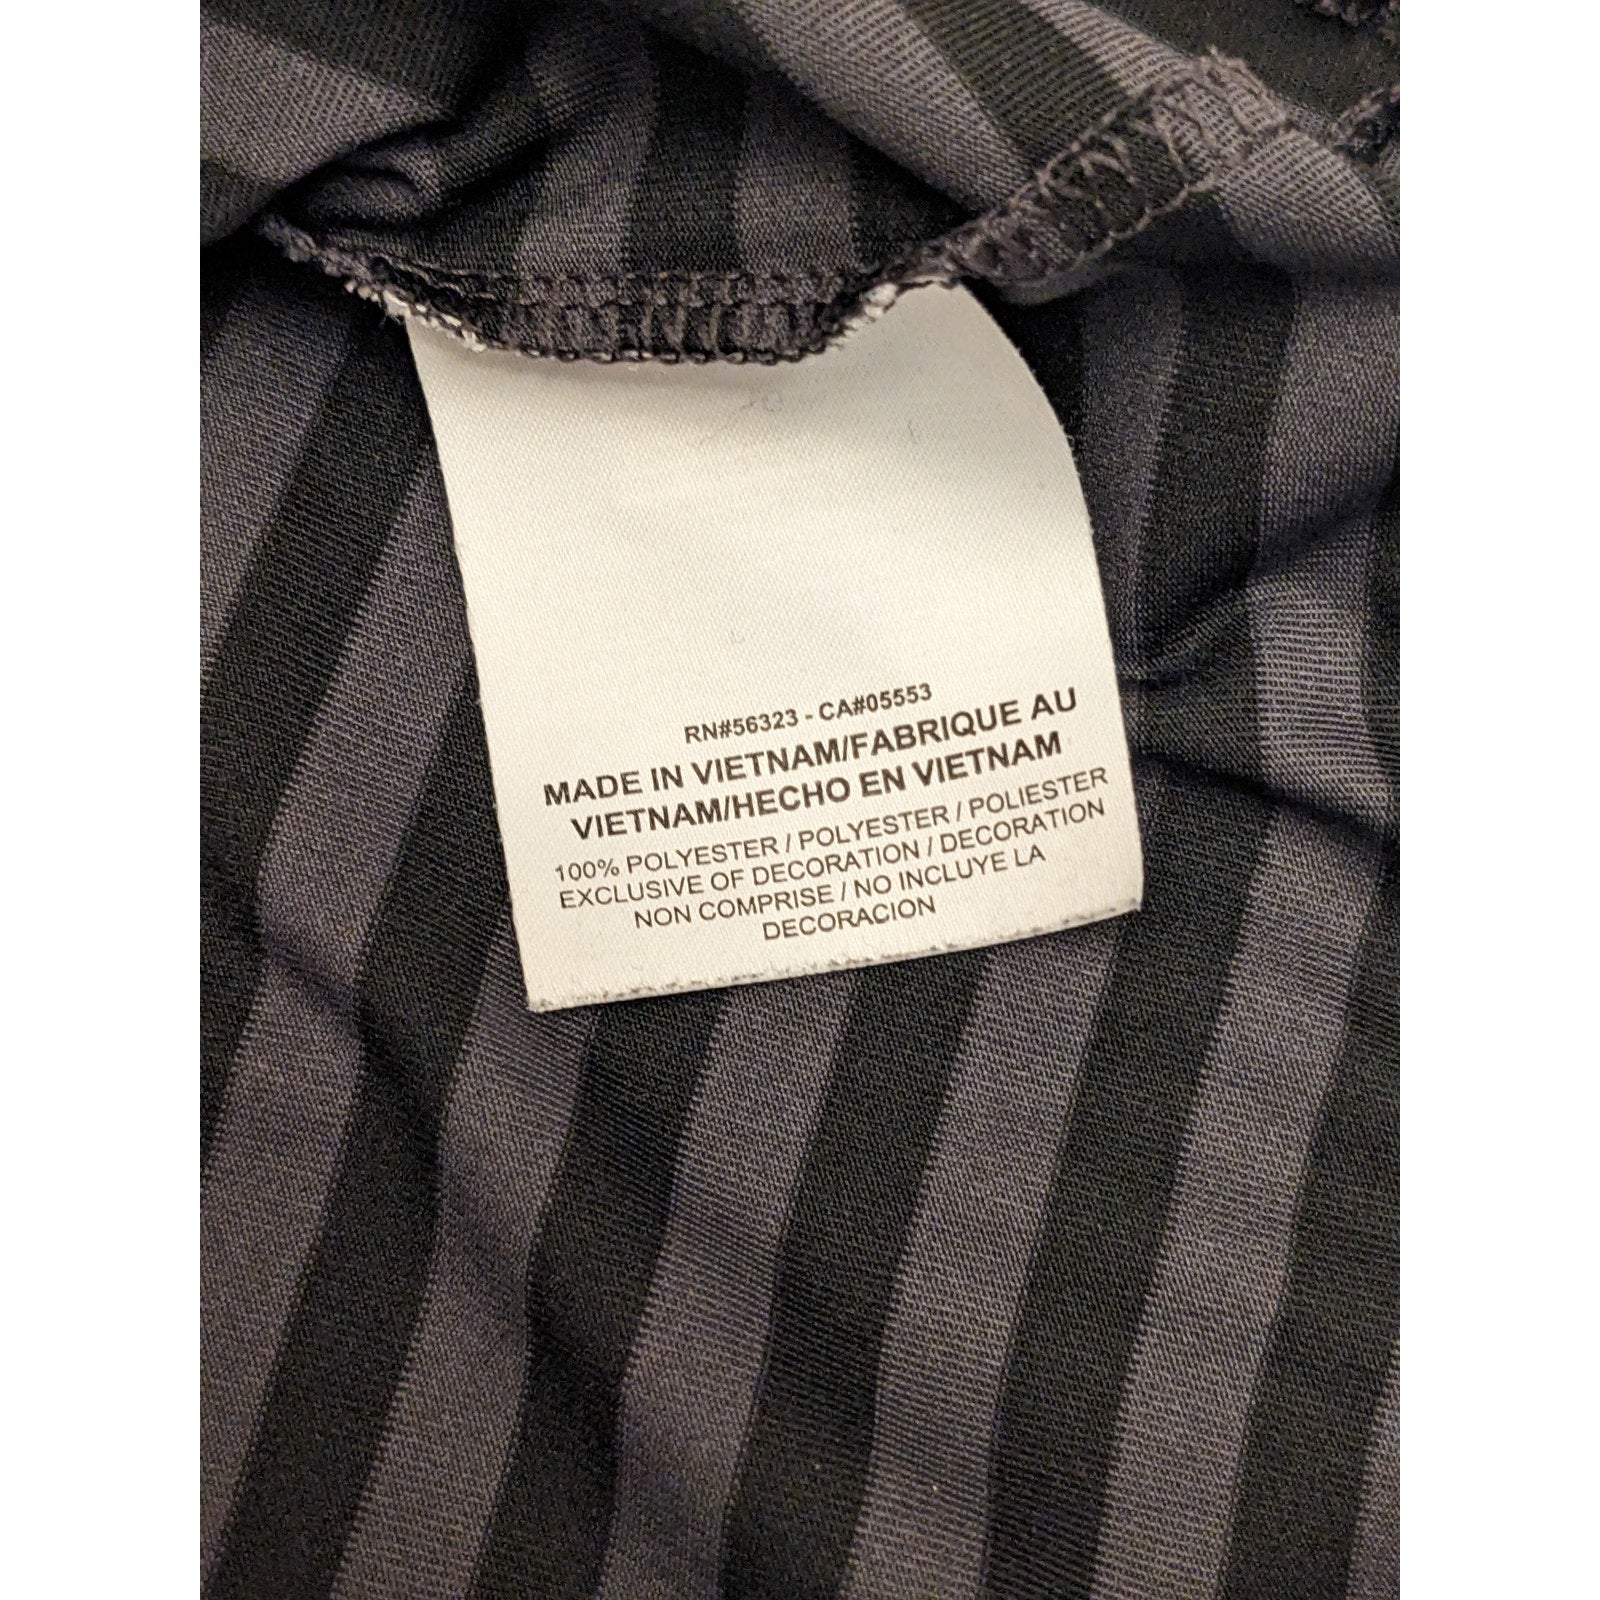 RN#56323 - CA#05553
MADE IN VIETNAM/FABRIQUE AU
VIETNAM/HECHO EN VIETNAM
100% POLYESTER / POLYESTER / POLIESTER
EXCLUSIVE OF DECORATION / DECORATION
NON COMPRISE / NO INCLUYE LA
DECORACION